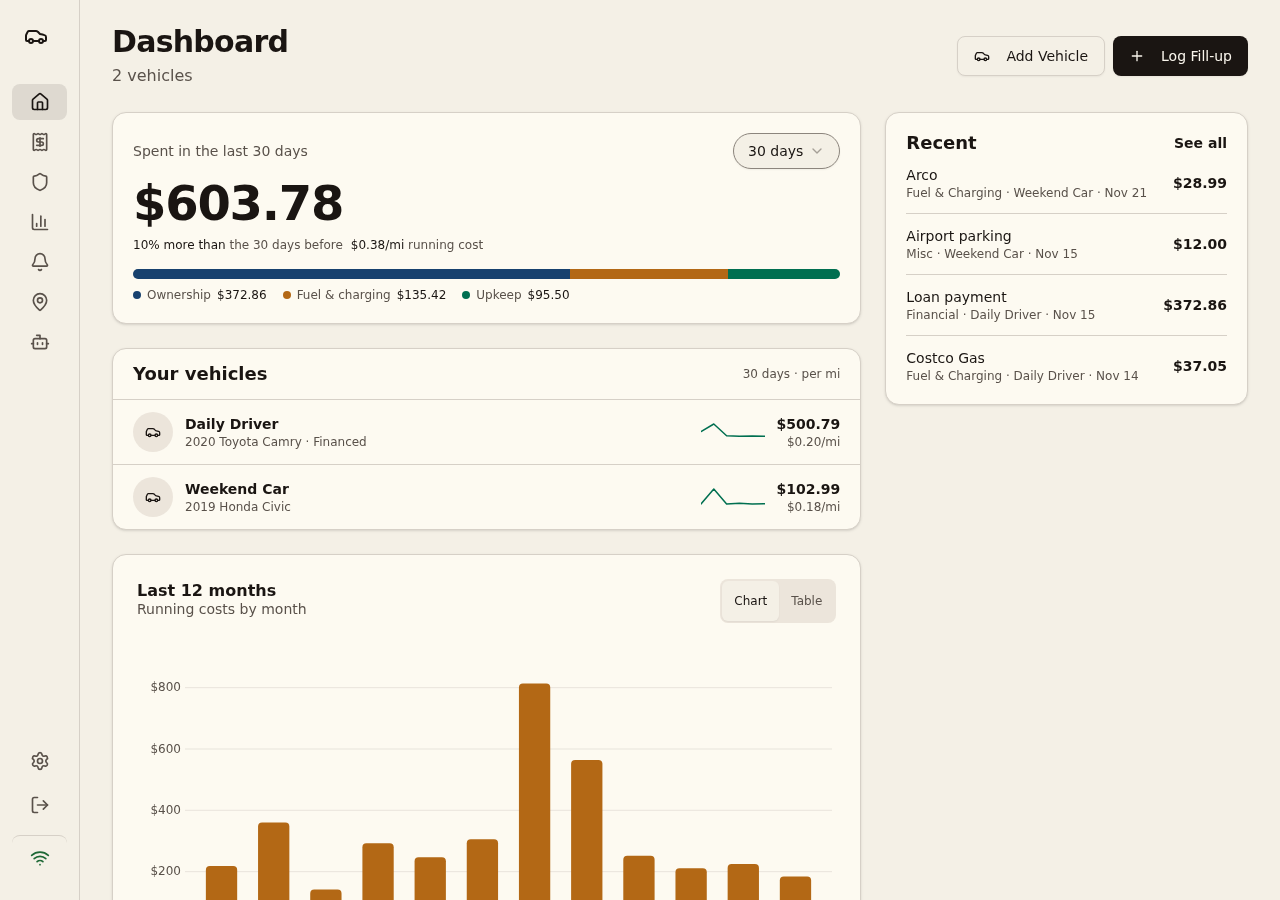 Dashboard
2 vehicles
Add Vehicle
Log Fill-up
Spent in the last 30 days
30 days
$603.78
10% more than the 30 days before $0.38/mi running cost
Ownership $372.86 Fuel & charging $135.42 Upkeep $95.50
Your vehicles
30 days · per mi
Daily Driver
2020 Toyota Camry · Financed
$500.79
$0.20/mi
Weekend Car
2019 Honda Civic
$102.99
$0.18/mi
Last 12 months
Running costs by month
Chart
Table
$800
$600
$400
$200
Recent
See all
Arco
Fuel & Charging · Weekend Car · Nov 21
$28.99
Airport parking
Misc · Weekend Car · Nov 15
$12.00
Loan payment
Financial · Daily Driver · Nov 15
$372.86
Costco Gas
Fuel & Charging · Daily Driver · Nov 14
$37.05